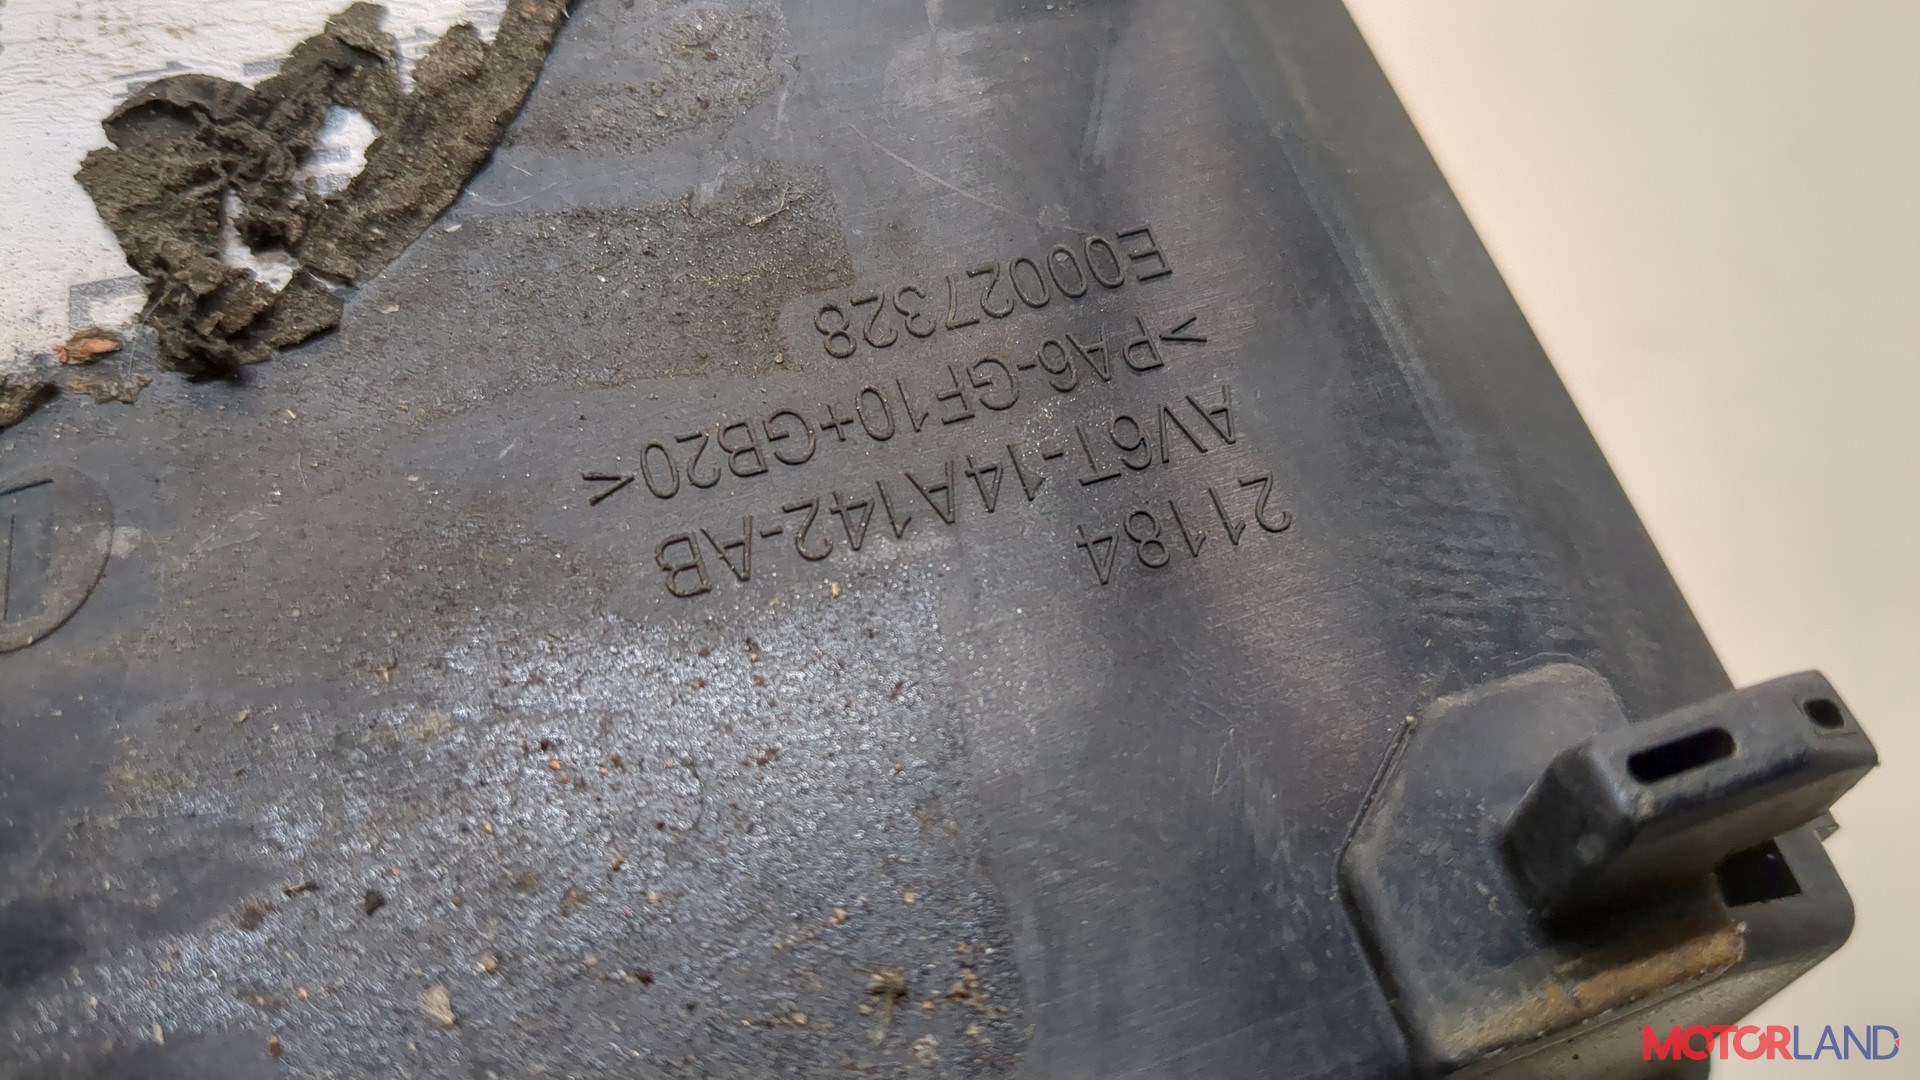 21184
AV6T-14A142-AB
>PA6-GF10+GB20<
E00027328
MOTORLAND